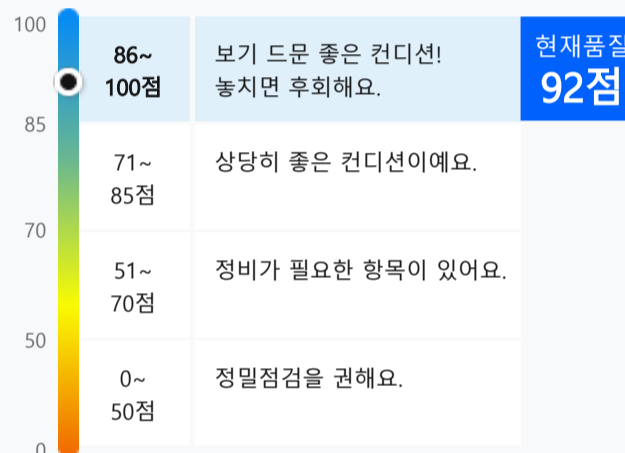 100
86~
100점
보기 드문 좋은 컨디션!
놓치면 후회해요.
현재품질
92점
85
71~
85점
상당히 좋은 컨디션이예요.
70
51~
70점
정비가 필요한 항목이 있어요.
50
0~
50점
정밀점검을 권해요.
0